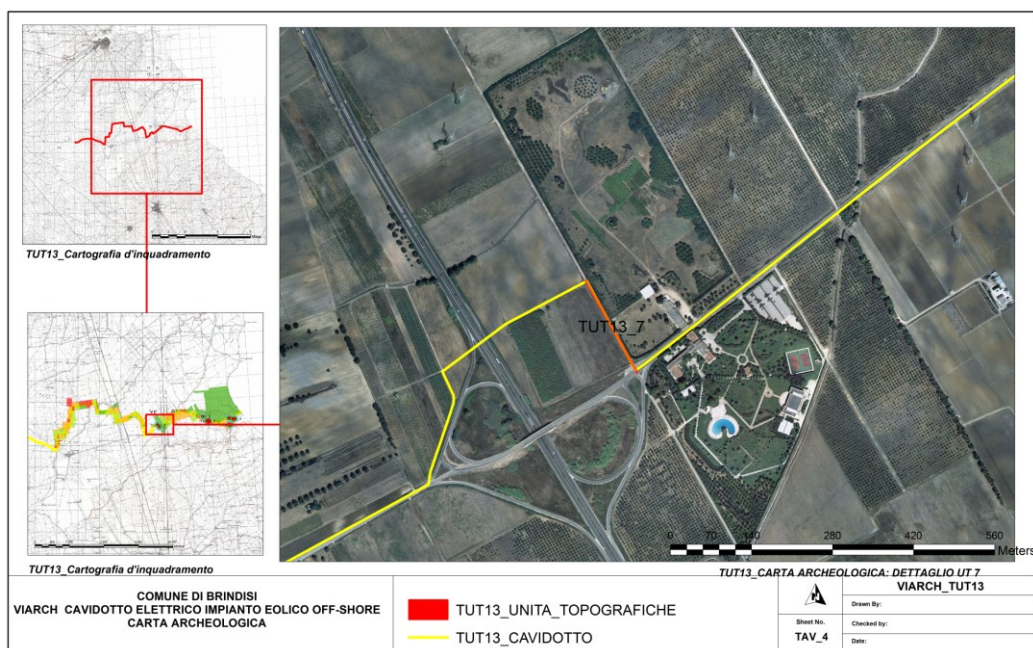 TUT13_Cartografia d'inquadramento
TUT13_Cartografia d'inquadramento
TUT13_7
0 70 140 280 420 560
Meters
TUT13_CARTA ARCHEOLOGICA: DETTAGLIO UT 7
COMUNE DI BRINDISI
VIARCH CAVIDOTTO ELETTRICO IMPIANTO EOLICO OFF-SHORE
CARTA ARCHEOLOGICA
TUT13_UNITA_TOPOGRAFICHE
TUT13_CAVIDOTTO
VIARCH_TUT13
Drawn By:
Sheet No.
TAV_4
Checked by:
Date: